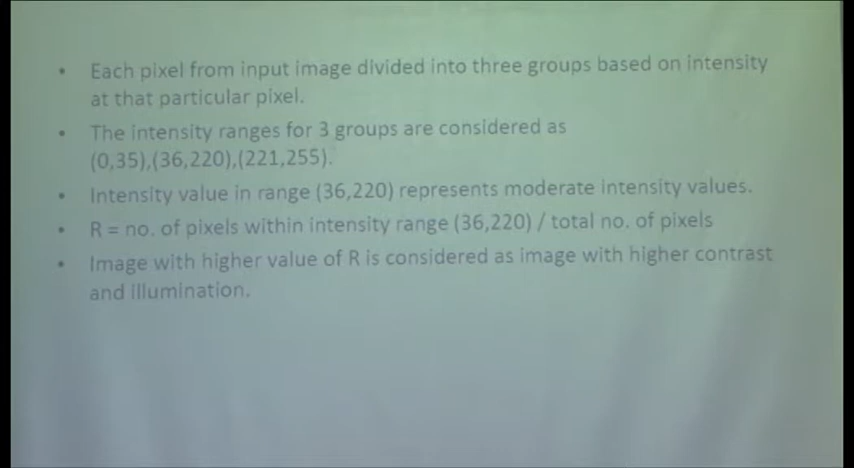 • Each pixel from input image divided into three groups based on intensity
at that particular pixel.
• The intensity ranges for 3 groups are considered as
(0,35),(36,220),(221,255).
• Intensity value in range (36,220) represents moderate intensity values.
• R = no. of pixels within intensity range (36,220) / total no. of pixels
• Image with higher value of R is considered as image with higher contrast
and illumination.